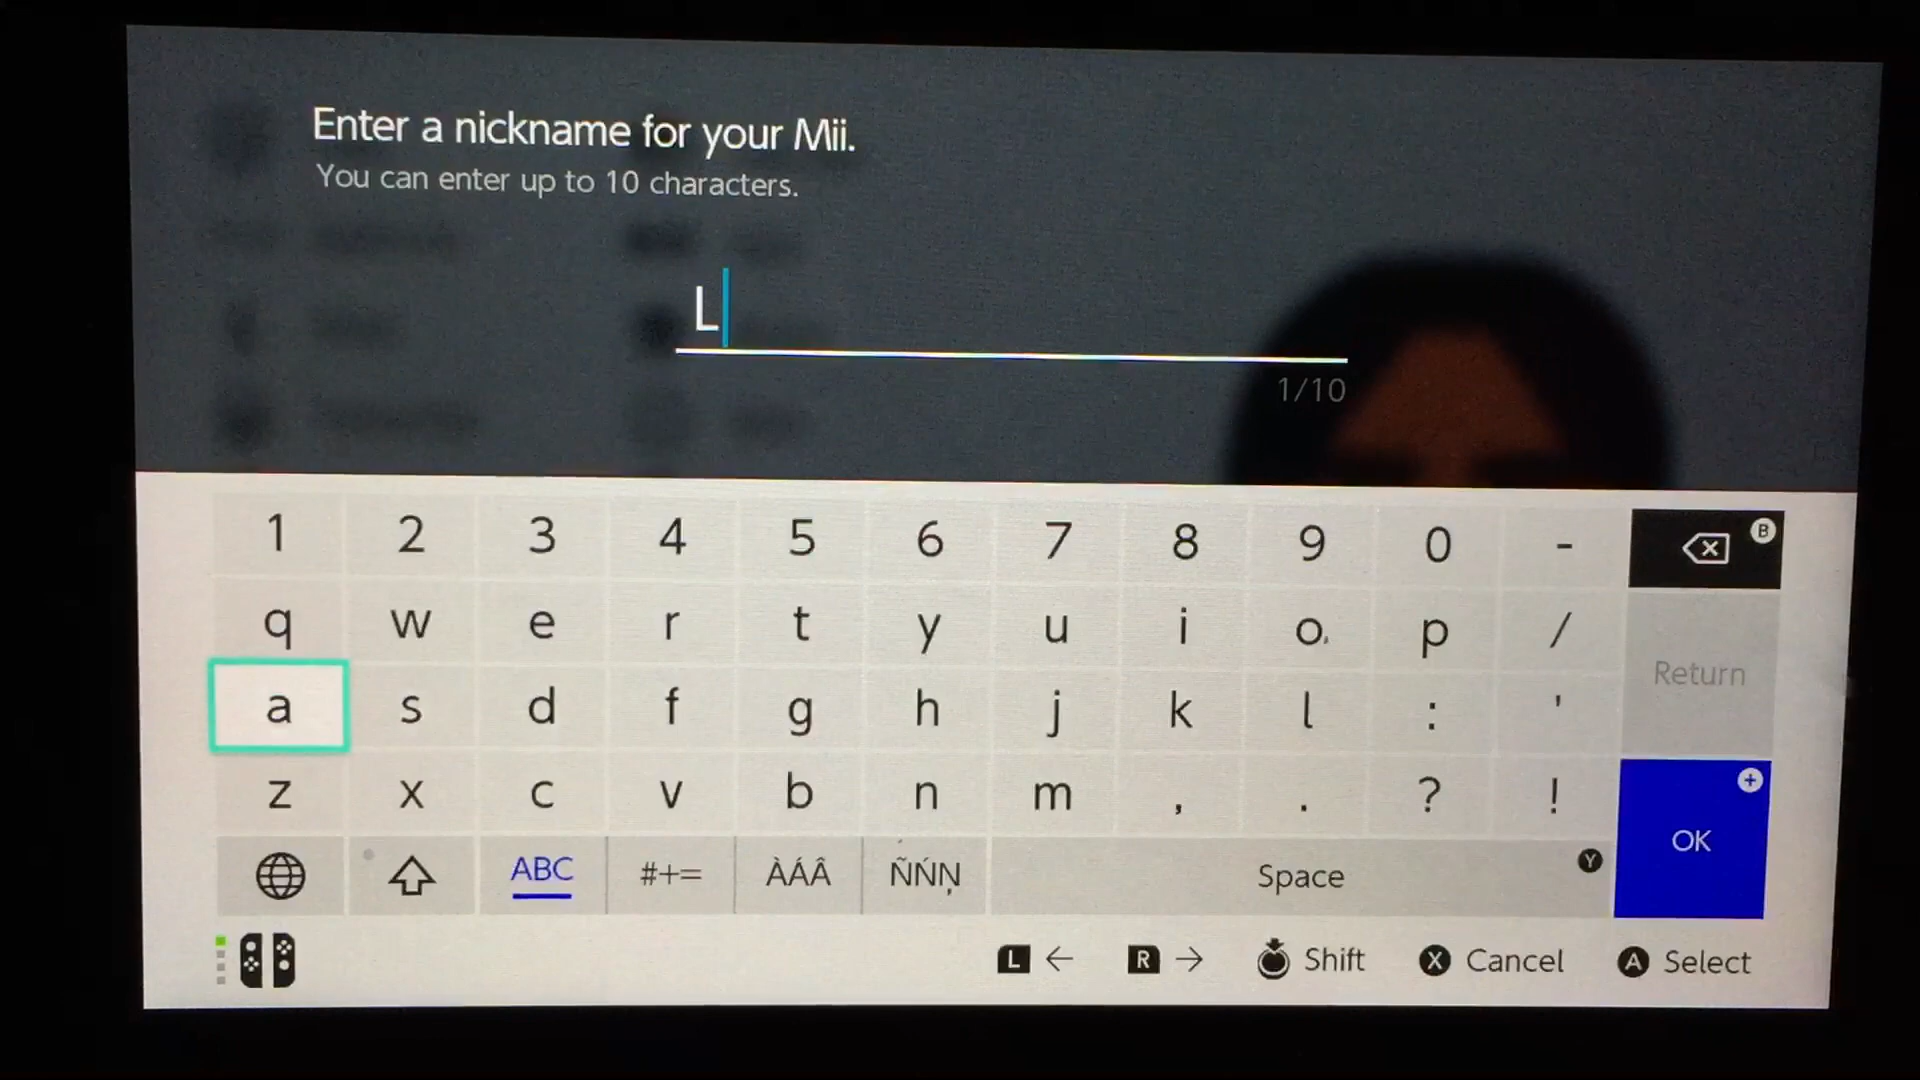 Enter a nickname for your Mii.
You can enter up to 10 characters.
L
1/10
1 2 3 4 5 6 7 8 9 0 - B
q w e r t y u i o p /
Return
a s d f g h j k l : '
z x c v b n m , . ? ! +
OK
ABC #+= ÀÁÂ ÑŃŅ Space Y
L ← R → Shift X Cancel A Select